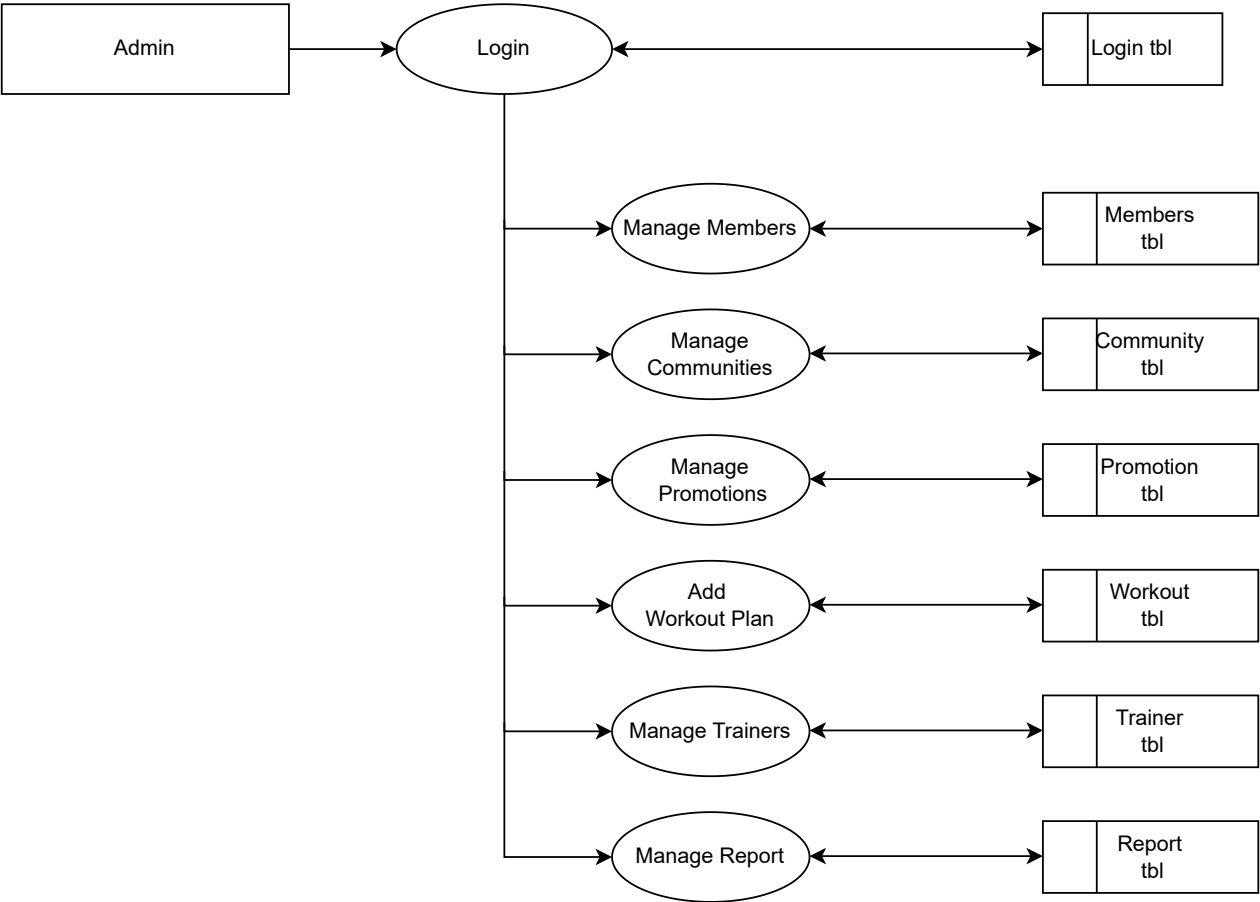 Admin
Login
Login tbl
Manage Members
Members
tbl
Manage
Communities
Community
tbl
Manage
Promotions
Promotion
tbl
Add
Workout Plan
Workout
tbl
Manage Trainers
Trainer
tbl
Manage Report
Report
tbl